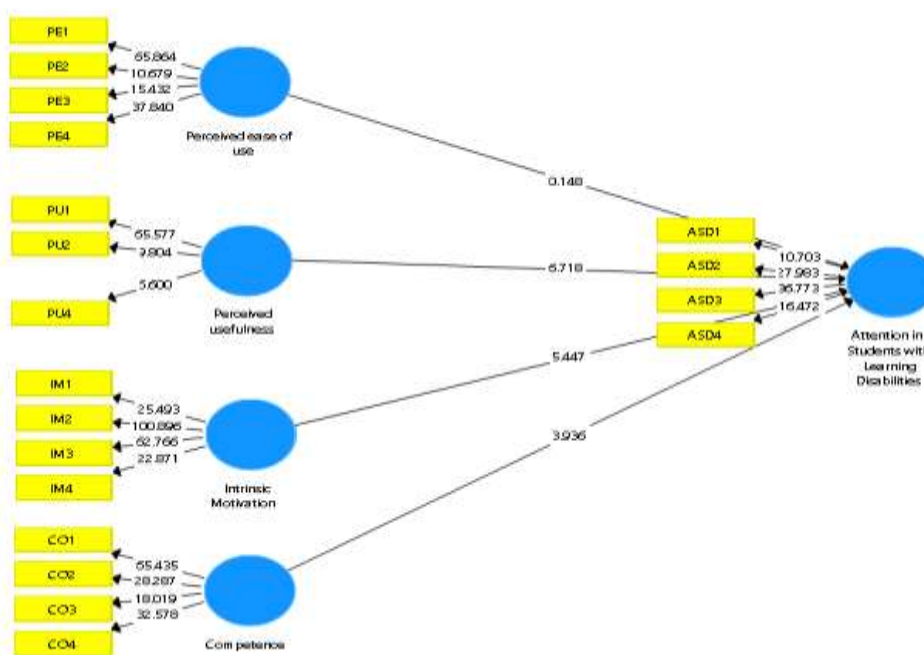 PE1
PE2
PE3
PE4
65.864
10.679
15.432
37.840
Perceived ease of
use
0.148
PU1
PU2
PU4
65.577
9.804
5.600
Perceived
usefulness
6.718
IM1
IM2
IM3
IM4
25.493
100.896
62.766
22.871
Intrinsic
Motivation
5.447
CO1
CO2
CO3
CO4
65.435
28.287
18.019
32.578
Competence
3.936
ASD1
ASD2
ASD3
ASD4
10.703
27.983
36.773
16.472
Attention in
Students with
Learning
Disabilities